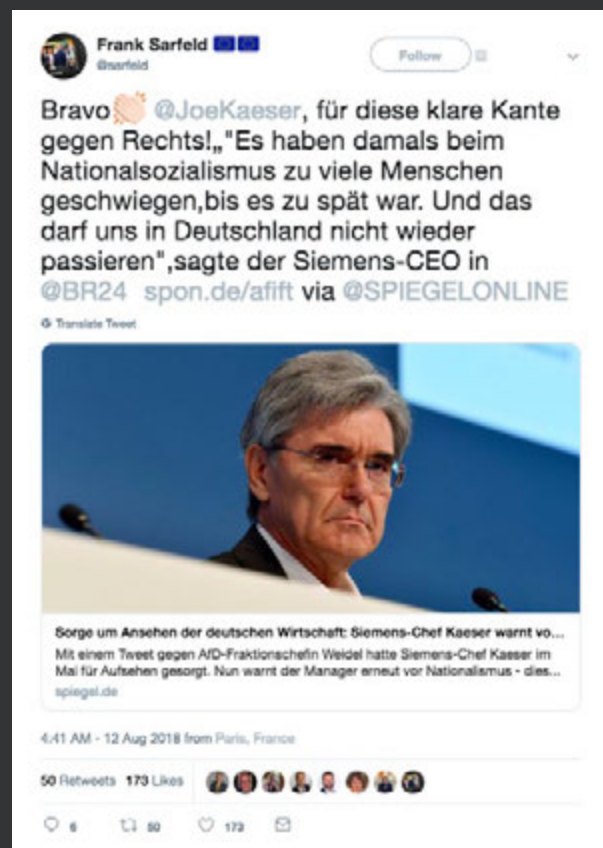 Frank Sarfeld
@sarfeld
Follow
Bravo @JoeKaeser, für diese klare Kante
gegen Rechts!„"Es haben damals beim
Nationalsozialismus zu viele Menschen
geschwiegen,bis es zu spät war. Und das
darf uns in Deutschland nicht wieder
passieren",sagte der Siemens-CEO in
@BR24 spon.de/afift via @SPIEGELONLINE
Translate Tweet
Sorge um Ansehen der deutschen Wirtschaft: Siemens-Chef Kaeser warnt vo...
Mit einem Tweet gegen AfD-Fraktionschefin Weidel hatte Siemens-Chef Kaeser im
Mai für Aufsehen gesorgt. Nun warnt der Manager erneut vor Nationalismus - dies...
spiegel.de
4:41 AM - 12 Aug 2018 from Paris, France
50 Retweets 173 Likes
6 50 173